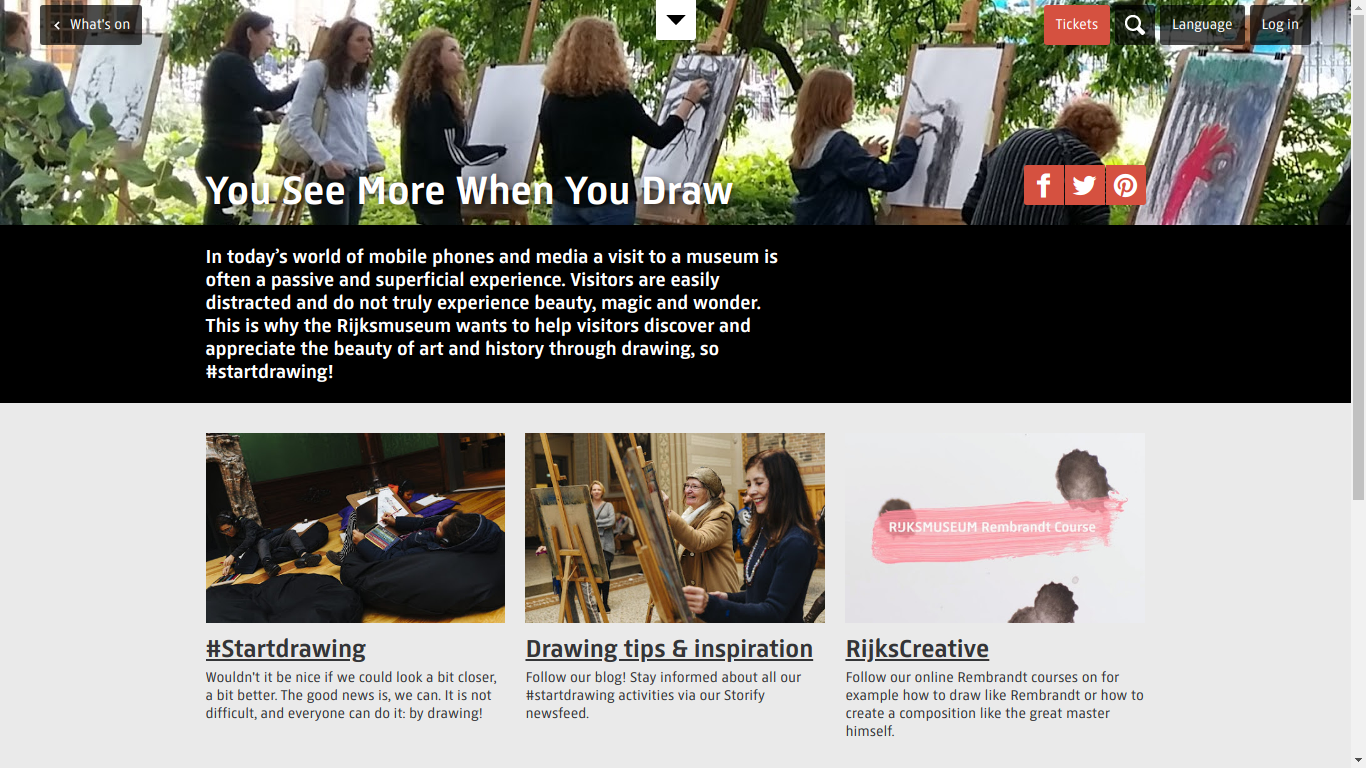 What's on
Tickets
Language
Log in
You See More When You Draw
In today’s world of mobile phones and media a visit to a museum is
often a passive and superficial experience. Visitors are easily
distracted and do not truly experience beauty, magic and wonder.
This is why the Rijksmuseum wants to help visitors discover and
appreciate the beauty of art and history through drawing, so
#startdrawing!
RIJKSMUSEUM Rembrandt Course
#Startdrawing
Wouldn't it be nice if we could look a bit closer,
a bit better. The good news is, we can. It is not
difficult, and everyone can do it: by drawing!
Drawing tips & inspiration
Follow our blog! Stay informed about all our
#startdrawing activities via our Storify
newsfeed.
RijksCreative
Follow our online Rembrandt courses on for
example how to draw like Rembrandt or how to
create a composition like the great master
himself.